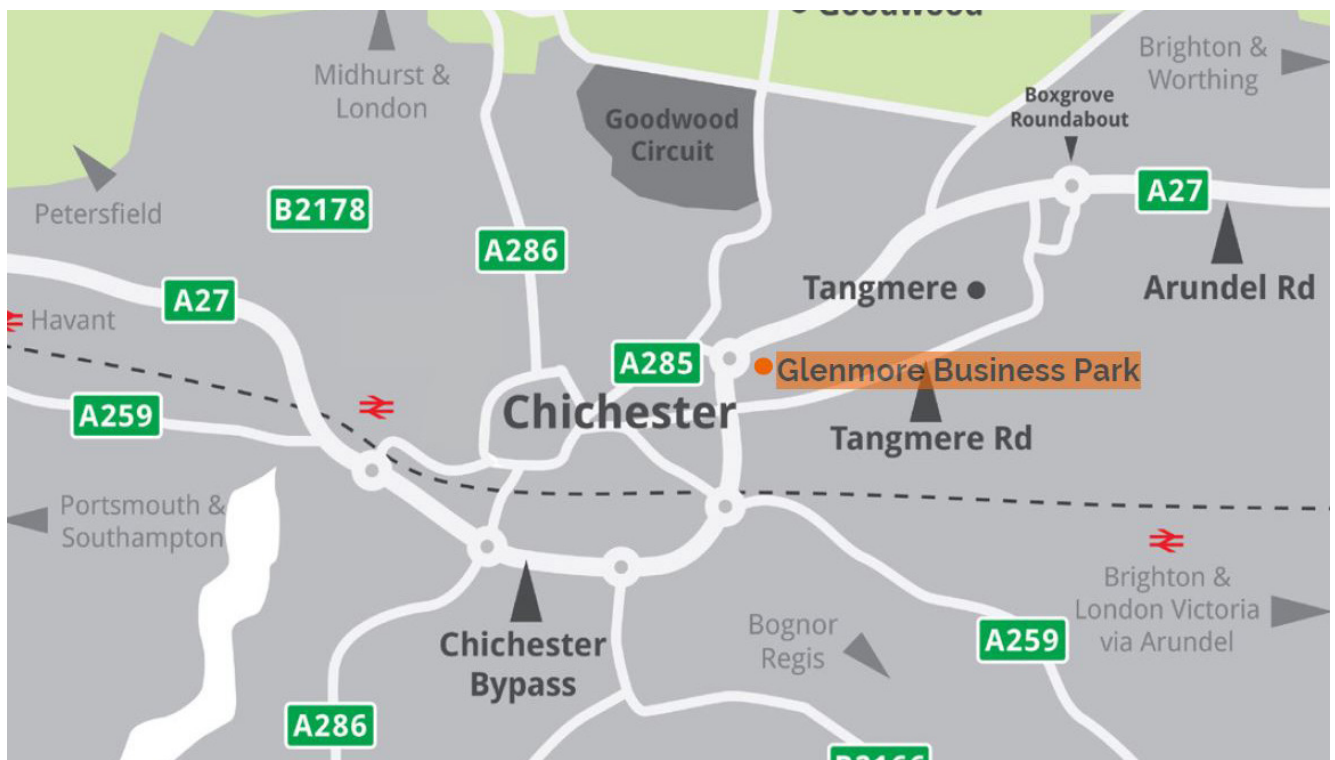 Goodwood
Midhurst &
London
Brighton &
Worthing
Boxgrove
Roundabout
Goodwood
Circuit
Petersfield
B2178
A27
A286
A27
Tangmere
Arundel Rd
Havant
A285
Glenmore Business Park
A259
Chichester
Tangmere Rd
Portsmouth &
Southampton
Brighton &
London Victoria
via Arundel
Bognor
Regis
A259
Chichester
Bypass
A286
B2166